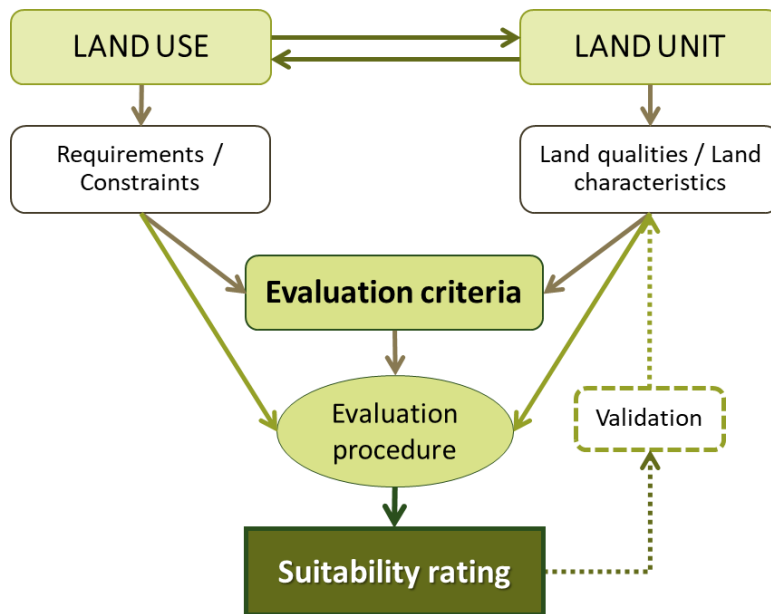 LAND USE
LAND UNIT
Requirements /
Constraints
Land qualities / Land
characteristics
Evaluation criteria
Evaluation
procedure
Validation
Suitability rating